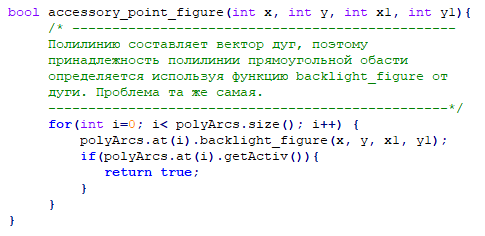 bool accessory_point_figure(int x, int y, int x1, int y1){
/* ------------------------------------------------
Полилинию составляет вектор дуг, поэтому
принадлежность полилинии прямоугольной обасти
определяется используя функцию backlight_figure от
дуги. Проблема та же самая.
--------------------------------------------------*/
for(int i=0; i< polyArcs.size(); i++) {
polyArcs.at(i).backlight_figure(x, y, x1, y1);
if(polyArcs.at(i).getActiv()){
return true;
}
}
}